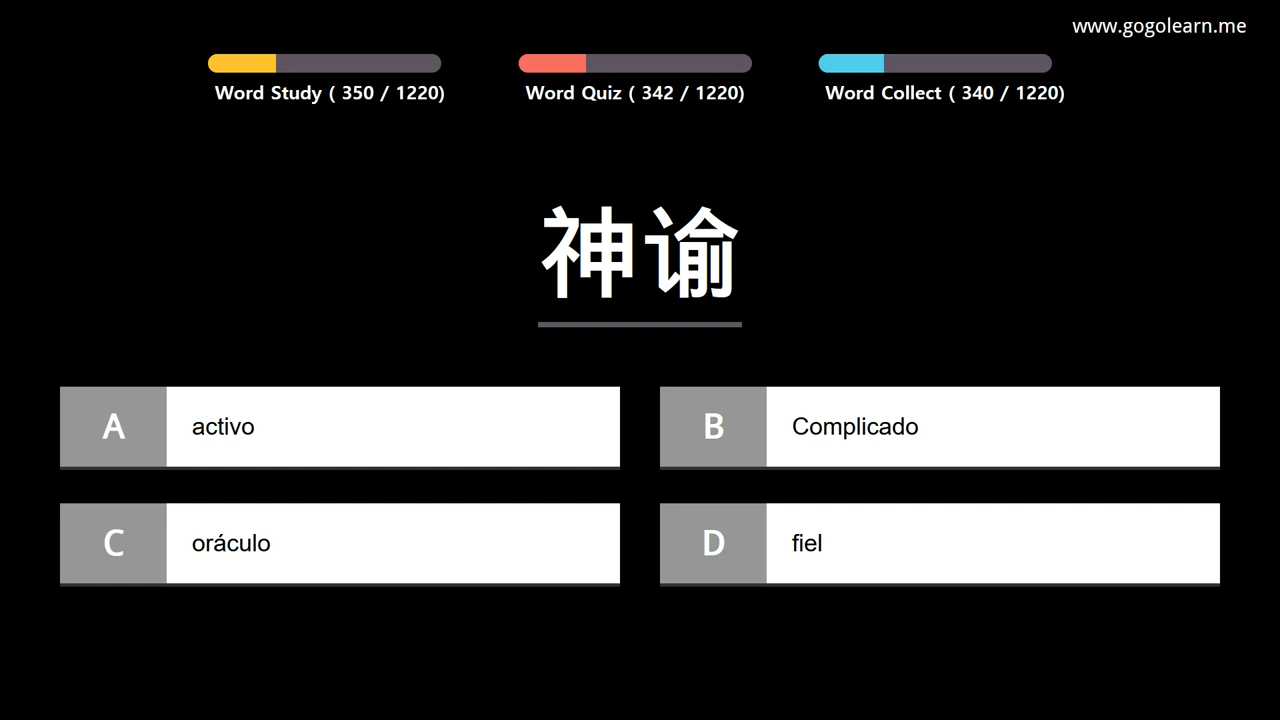 www.gogolearn.me
Word Study ( 350 / 1220)
Word Quiz ( 342 / 1220)
Word Collect ( 340 / 1220)
神谕
A activo
B Complicado
C oráculo
D fiel